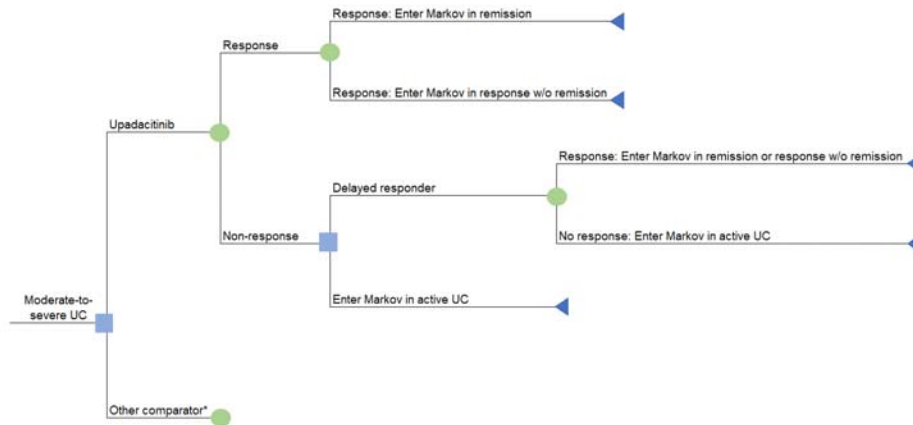 Response: Enter Markov in remission
Response
Response: Enter Markov in response w/o remission
Upadacitinib
Response: Enter Markov in remission or response w/o remission
Delayed responder
Non-response
No response: Enter Markov in active UC
Enter Markov in active UC
Moderate-to-
severe UC
Other comparator*